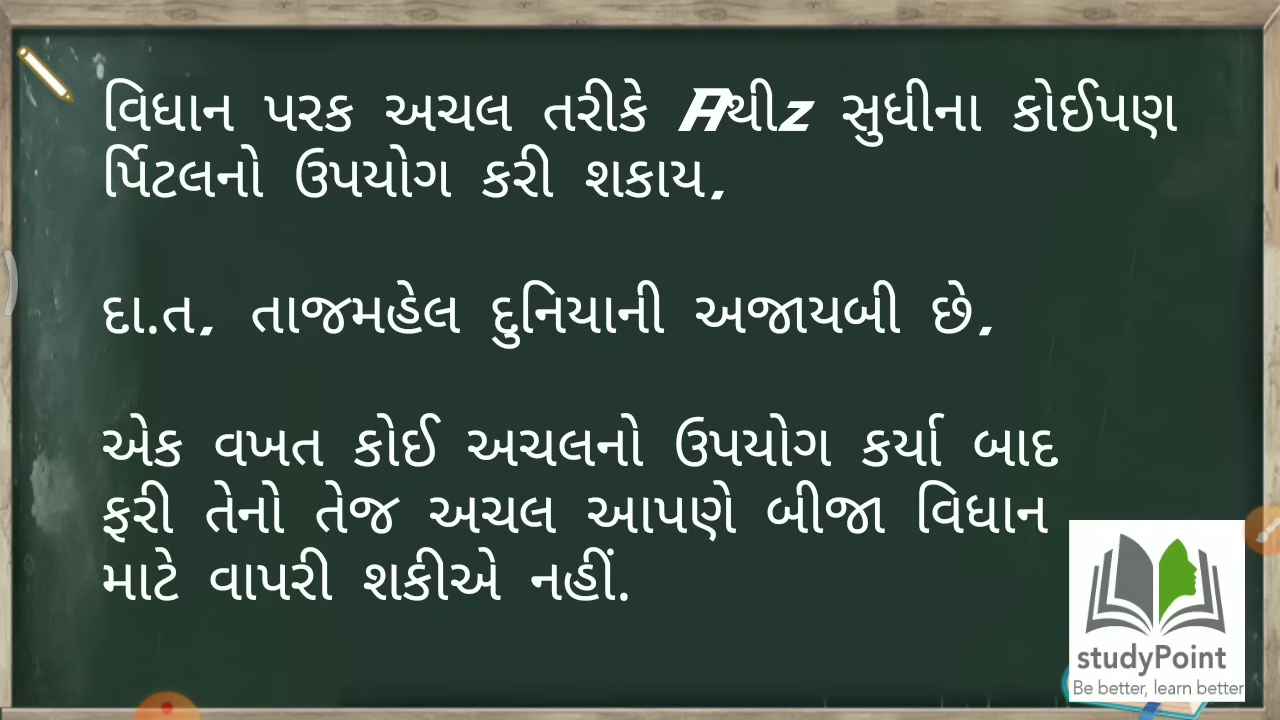 વિધાન પરક અચલ તરીકે Aથીz સુધીના કોઈપણ
ર્પિટલનો ઉપયોગ કરી શકાય.
દા.ત. તાજમહેલ દુનિયાની અજાયબી છે.
એક વખત કોઈ અચલનો ઉપયોગ કર્યા બાદ
ફરી તેનો તેજ અચલ આપણે બીજા વિધાન
માટે વાપરી શકીએ નહીં.
studyPoint
Be better, learn better